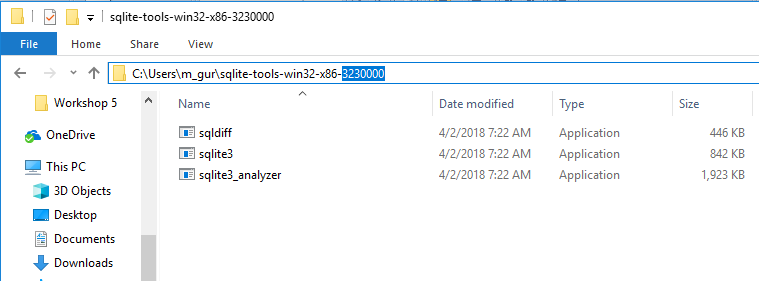 sqlite-tools-win32-x86-3230000
File Home Share View
C:\Users\m_gur\sqlite-tools-win32-x86-3230000
Workshop 5
OneDrive
This PC
3D Objects
Desktop
Documents
Downloads
Name Date modified Type Size
sqldiff 4/2/2018 7:22 AM Application 446 KB
sqlite3 4/2/2018 7:22 AM Application 842 KB
sqlite3_analyzer 4/2/2018 7:22 AM Application 1,923 KB